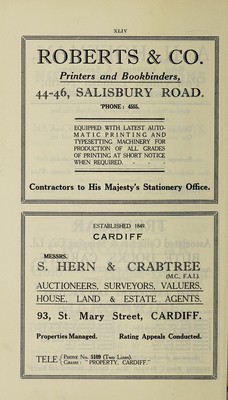 XLIV
ROBERTS & CO.
Printers and Bookbinders,
44-46, SALISBURY ROAD.
'PHONE: 4555.
EQUIPPED WITH LATEST AUTO-
MATIC PRINTING AND
TYPESETTING MACHINERY FOR
PRODUCTION OF ALL GRADES
OF PRINTING AT SHORT NOTICE
WHEN REQUIRED. - - -
Contractors to His Majesty's Stationery Office.
ESTABLISHED 1849.
CARDIFF.
MESSRS.
S. HERN & CRABTREE
(M.C., F.A.I.),
AUCTIONEERS, SURVEYORS, VALUERS,
HOUSE, LAND & ESTATE AGENTS.
93, St. Mary Street, CARDIFF.
Properties Managed. Rating Appeals Conducted.
TELE { PHONE No. 5109 (Two Lines).
GRAMS: "PROPERTY, CARDIFF."